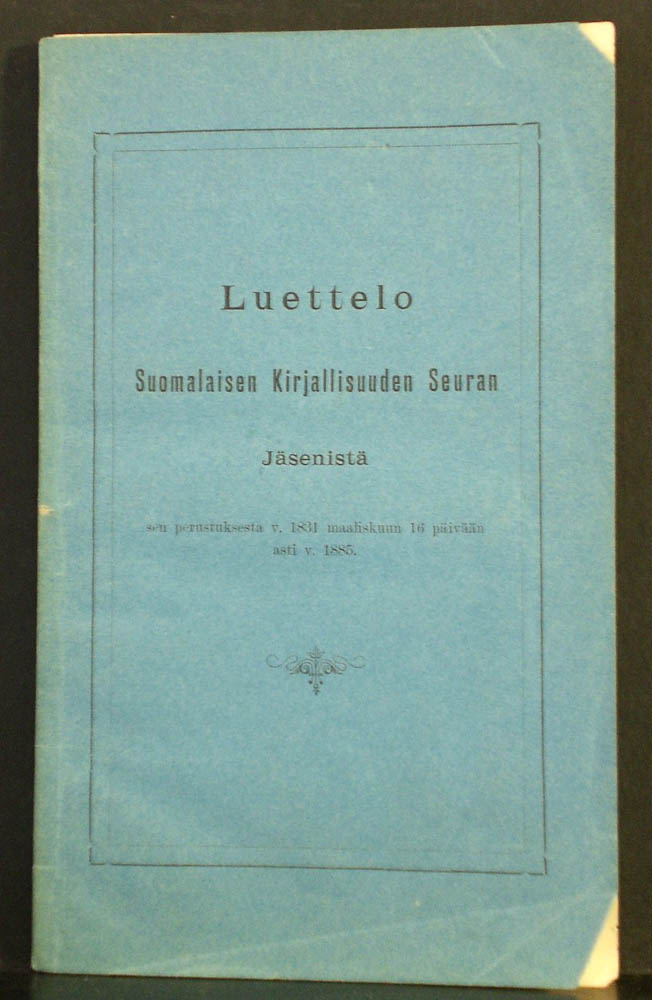 Luettelo
Suomalaisen Kirjallisuuden Seuran
Jäsenistä
sen perustuksesta v. 1831 maaliskuun 16 päivään
asti v. 1885.